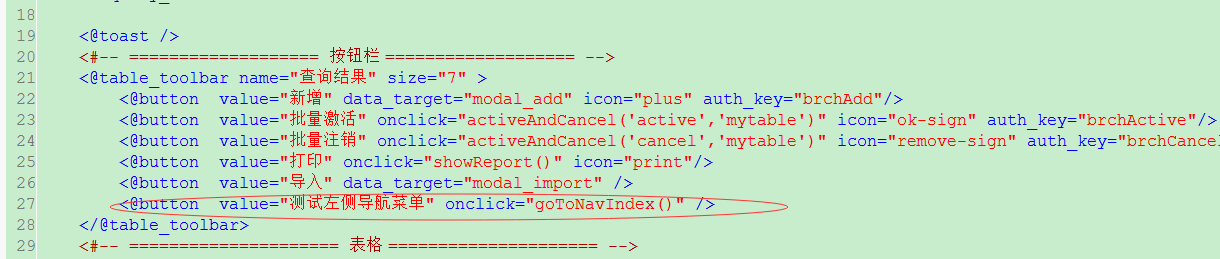 18
19 <@toast />
20 <#-- =================== 按钮栏 =================== -->
21 <@table_toolbar name="查询结果" size="7" >
22 <@button value="新增" data_target="modal_add" icon="plus" auth_key="brchAdd"/>
23 <@button value="批量激活" onclick="activeAndCancel('active','mytable')" icon="ok-sign" auth_key="brchActive"/>
24 <@button value="批量注销" onclick="activeAndCancel('cancel','mytable')" icon="remove-sign" auth_key="brchCancel
25 <@button value="打印" onclick="showReport()" icon="print"/>
26 <@button value="导入" data_target="modal_import" />
27 <@button value="测试左侧导航菜单" onclick="goToNavIndex()" />
28 </@table_toolbar>
29 <#-- ===================== 表格 ===================== -->